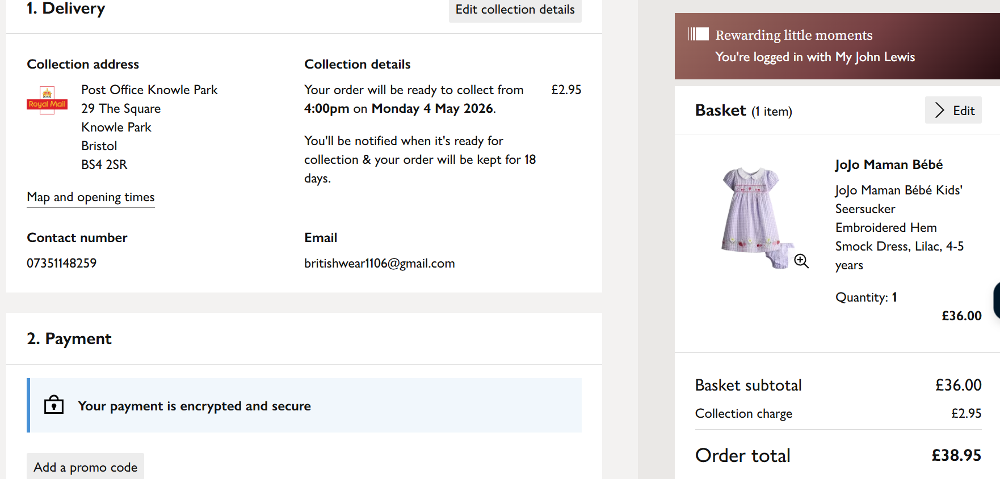 1. Delivery
Edit collection details
Collection address
Royal Mail
Post Office Knowle Park
29 The Square
Knowle Park
Bristol
BS4 2SR
Map and opening times
Collection details
Your order will be ready to collect from
£2.95
4:00pm on Monday 4 May 2026.
You'll be notified when it's ready for
collection & your order will be kept for 18
days.
Contact number
07351148259
Email
britishwear1106@gmail.com
2. Payment
Your payment is encrypted and secure
Add a promo code
Rewarding little moments
You're logged in with My John Lewis
Basket (1 item)
Edit
JoJo Maman Bébé
JoJo Maman Bébé Kids'
Seersucker
Embroidered Hem
Smock Dress, Lilac, 4-5
years
Quantity: 1
£36.00
Basket subtotal
£36.00
Collection charge
£2.95
Order total
£38.95